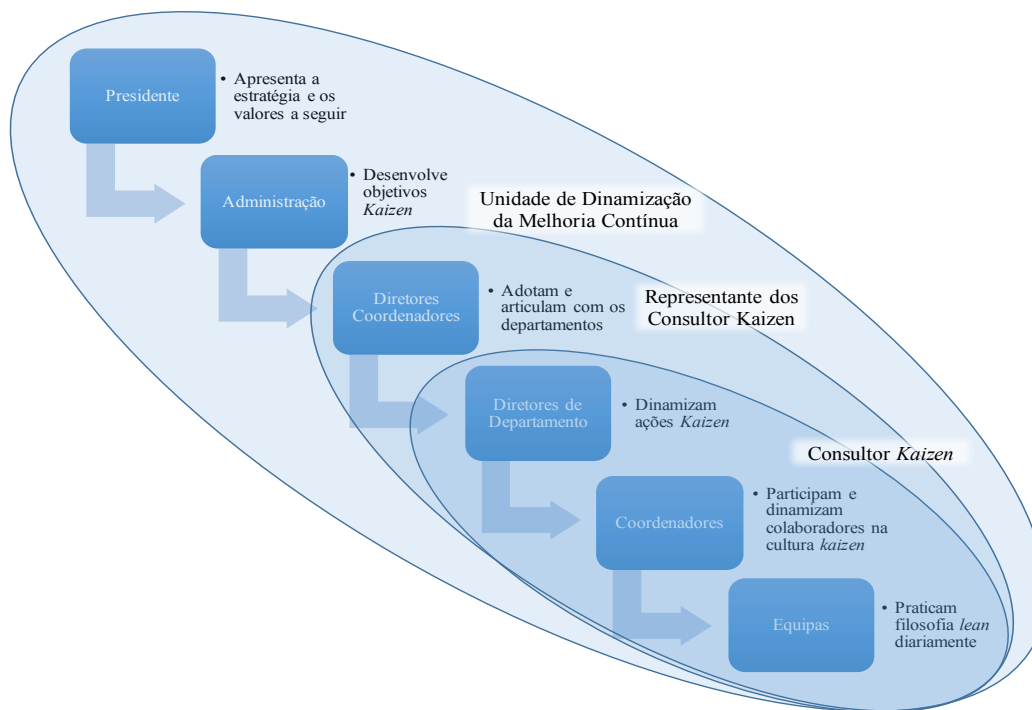 Presidente
• Apresenta a
estratégia e os
valores a seguir
Administração
• Desenvolve
objetivos
Kaizen
Unidade de Dinamização
da Melhoria Contínua
Diretores
Coordenadores
• Adotam e
articulam com os
departamentos
Representante dos
Consultor Kaizen
Diretores de
Departamento
• Dinamizam
ações Kaizen
Consultor Kaizen
Coordenadores
• Participam e
dinamizam
colaboradores na
cultura kaizen
Equipas
• Praticam
filosofia lean
diariamente